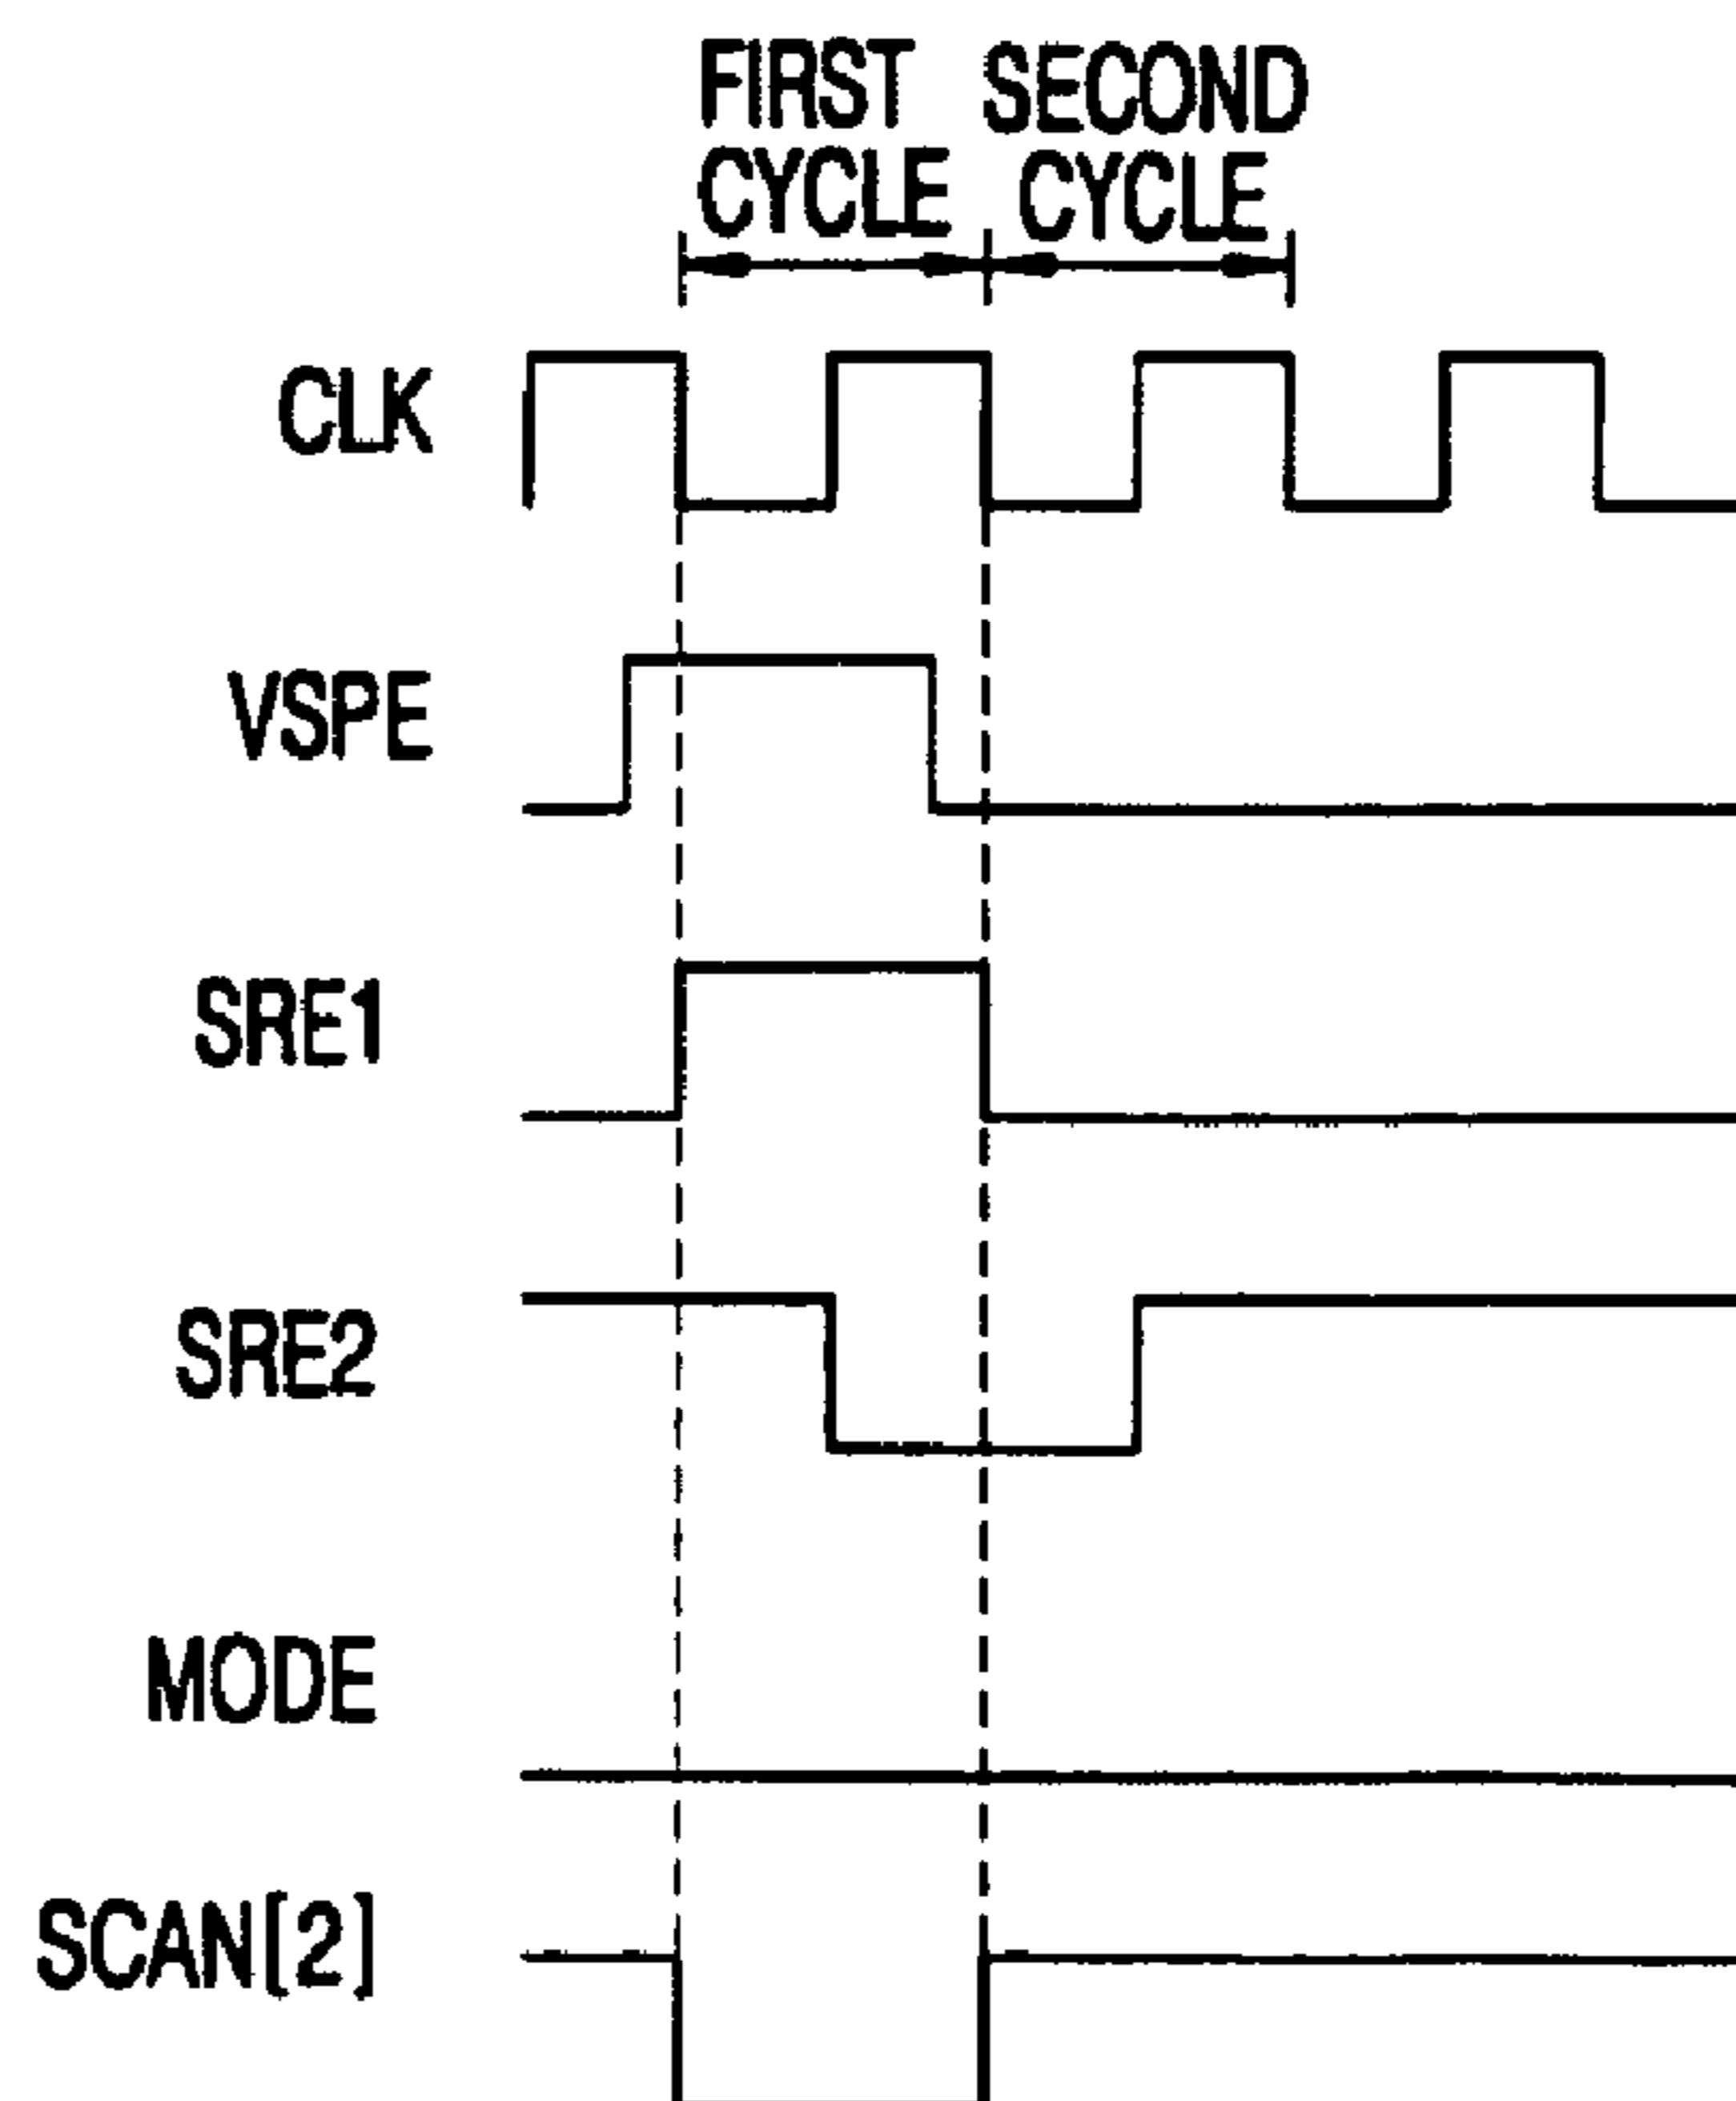 FIRST SECOND
CYCLE CYCLE
CLK
VSPE
SRE1
SRE2
MODE
SCAN[2]